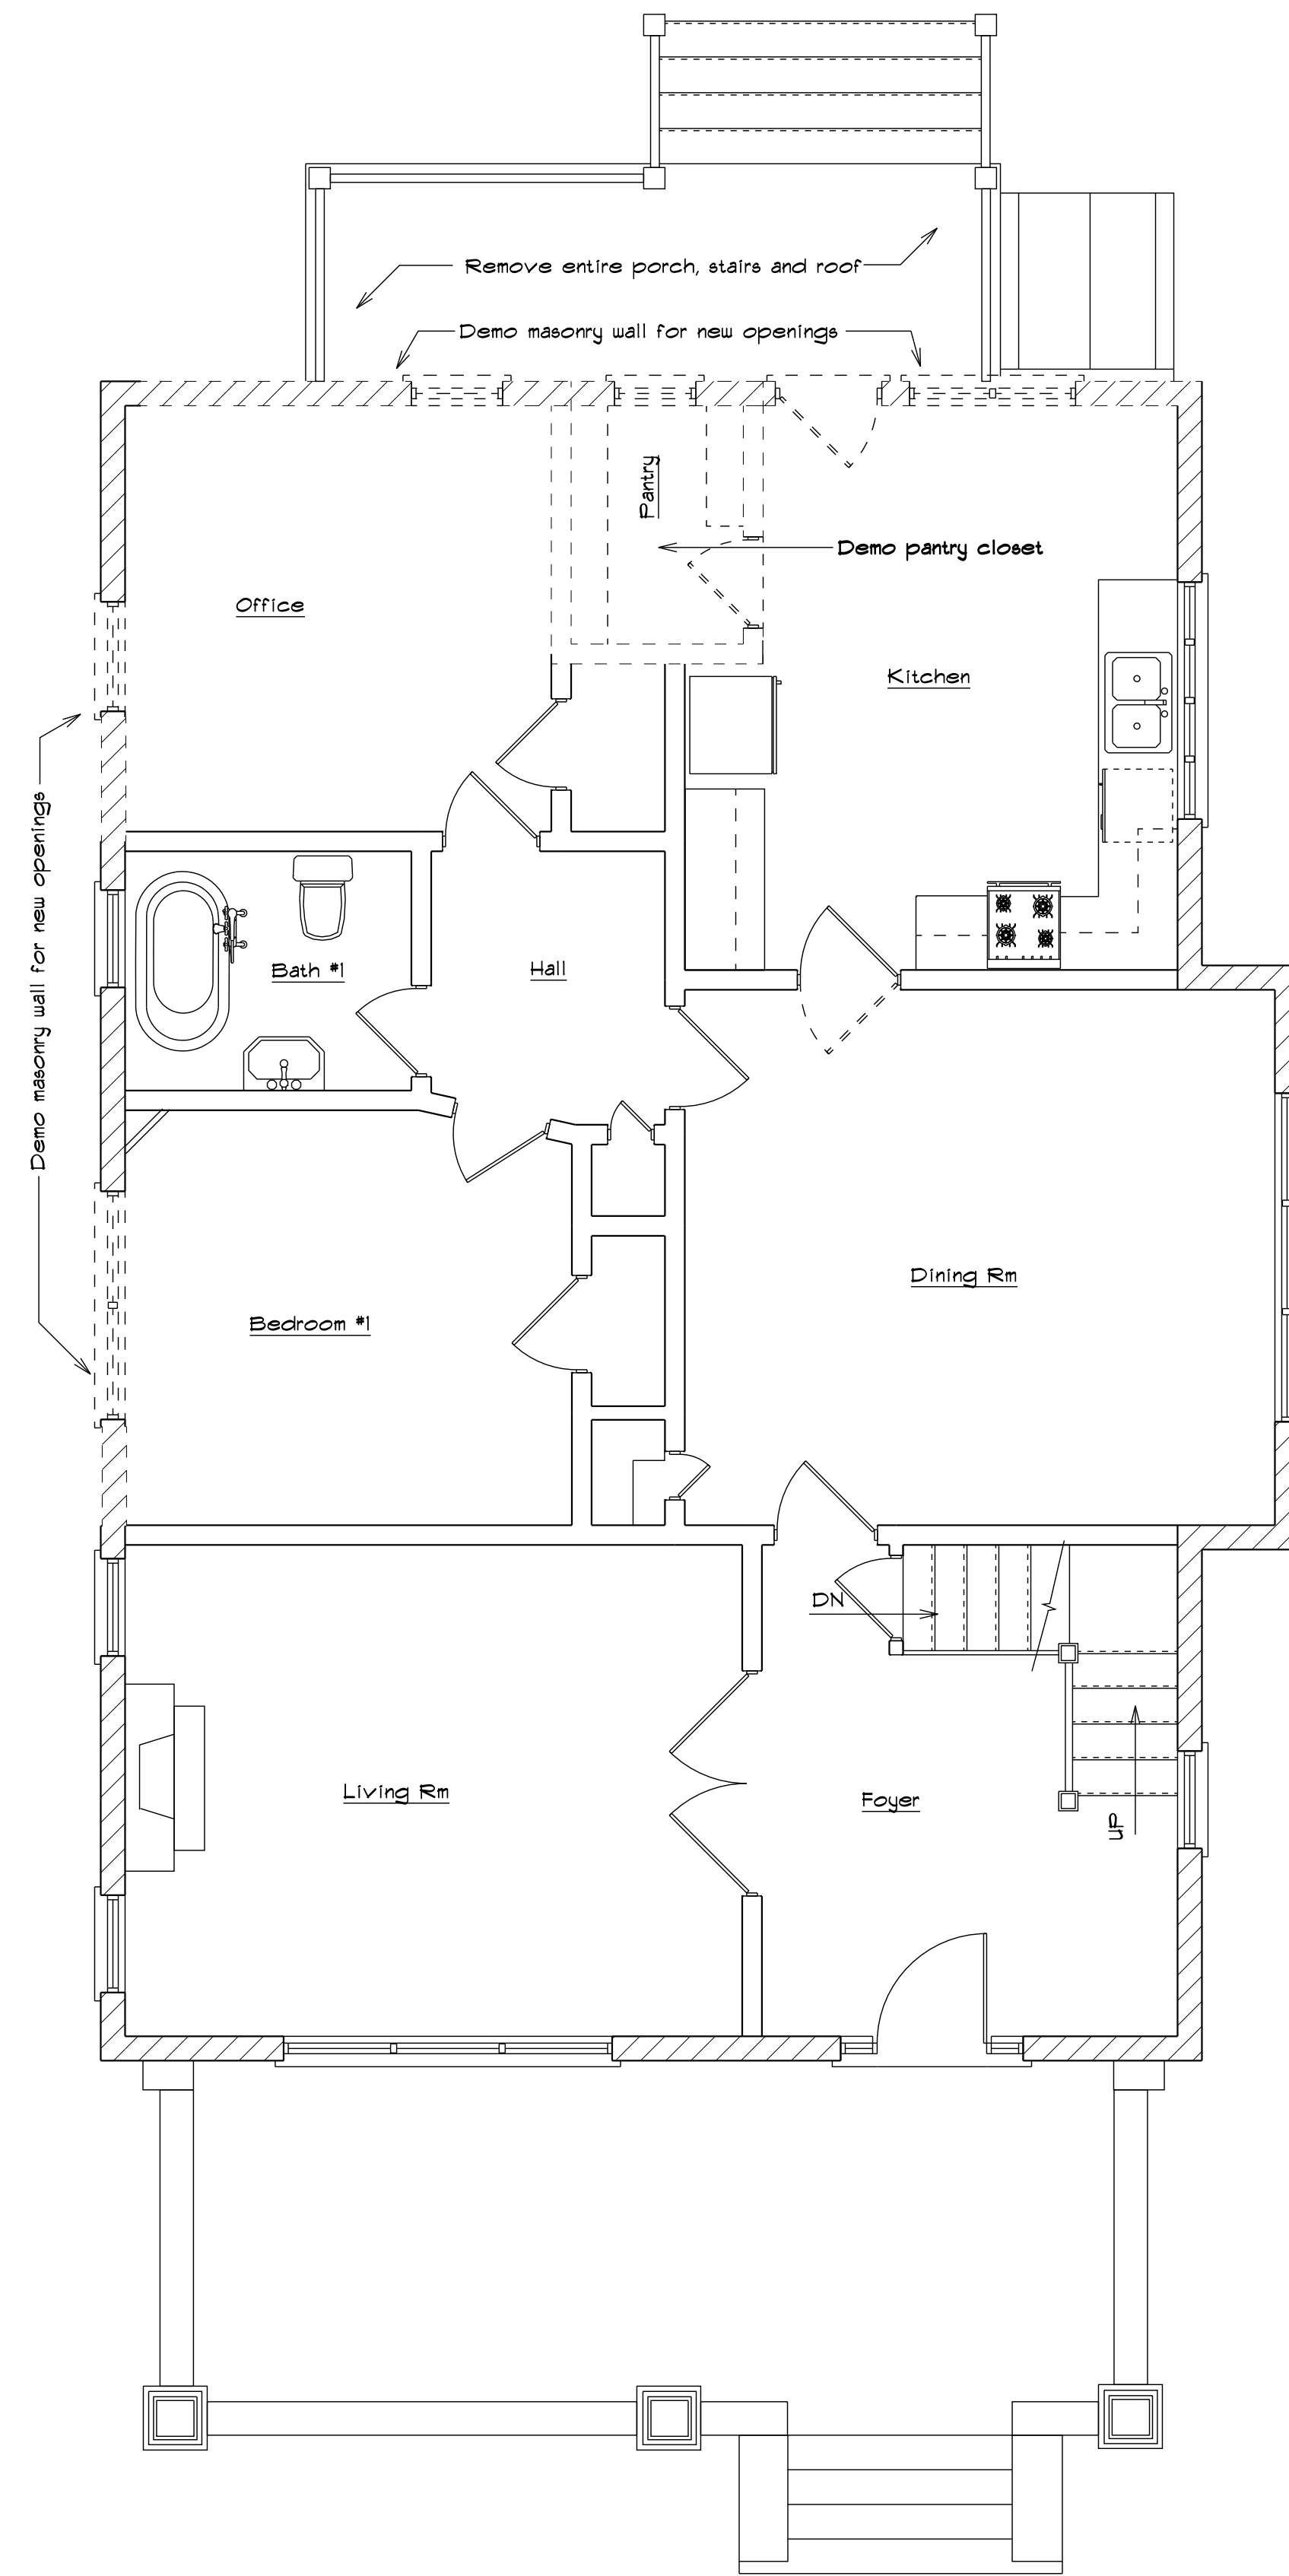 Remove entire porch, stairs and roof
Demo masonry wall for new openings
Pantry
Demo pantry closet
Office
Kitchen
Demo masonry wall for new openings
Bath #1
Hall
Dining Rm
Bedroom #1
DN
Living Rm
Foyer
UP